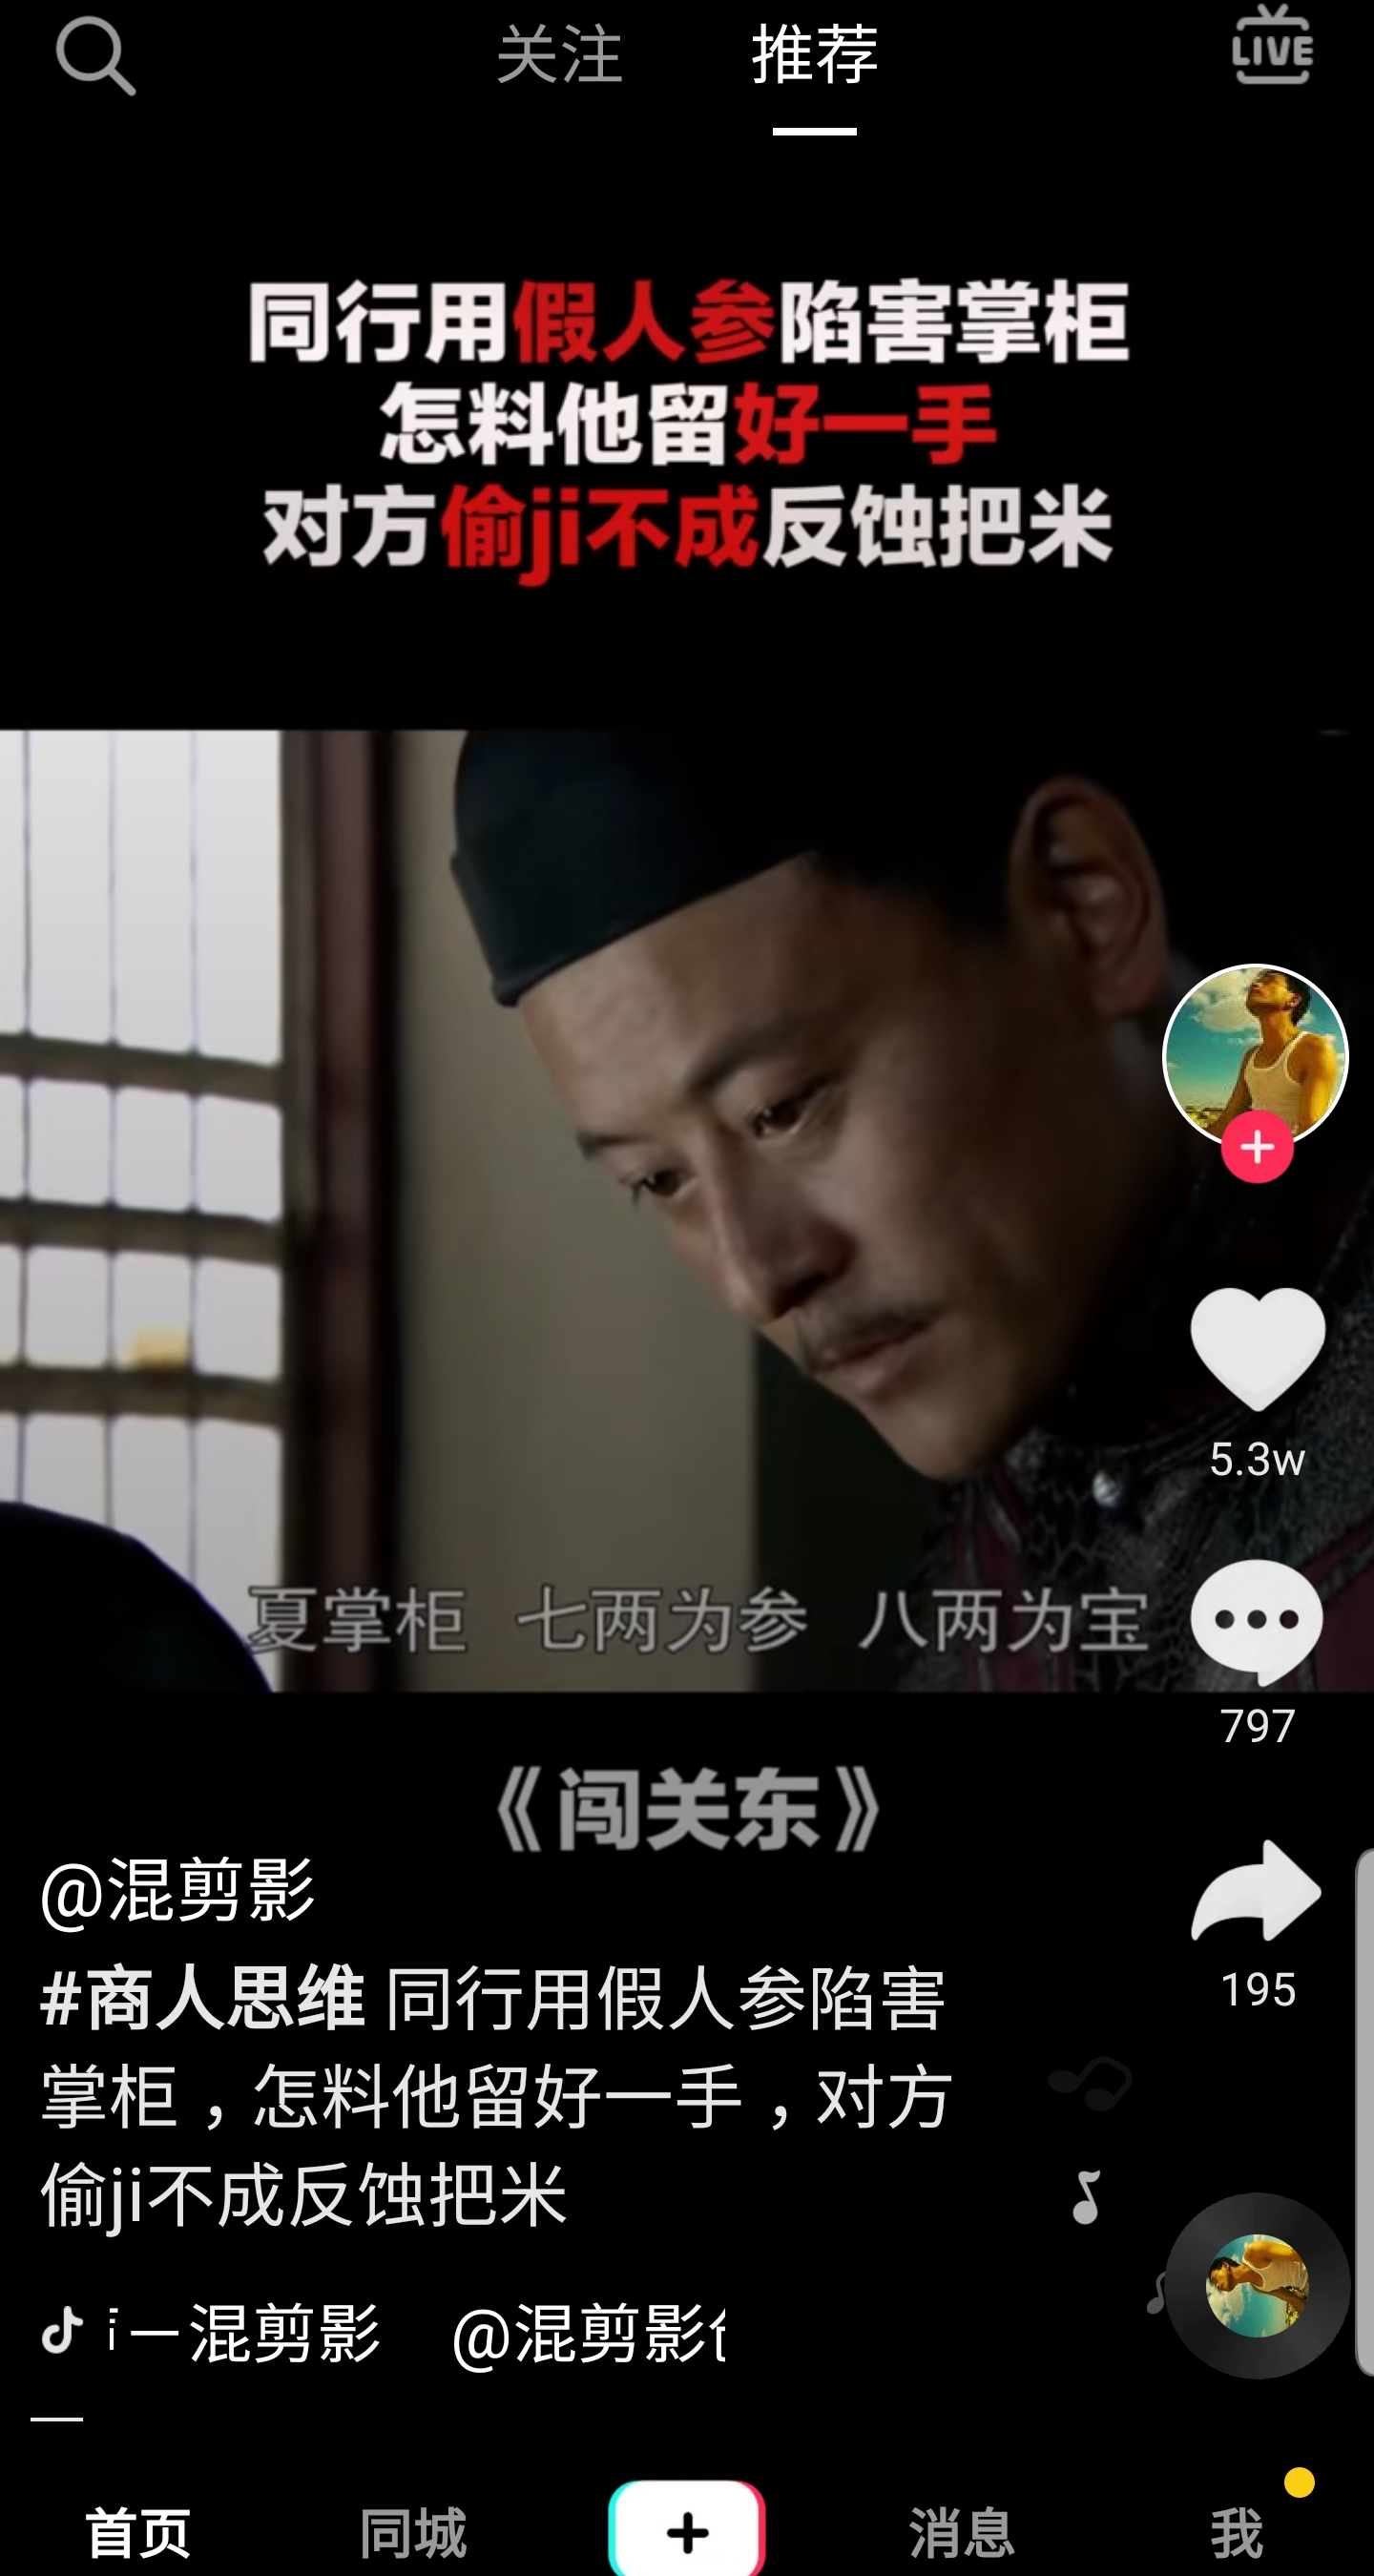 关注 推荐 LIVE
同行用假人参陷害掌柜
怎料他留好一手
对方偷ji不成反蚀把米
夏掌柜 七两为参 八两为宝
5.3w
797
《闯关东》
@混剪影
#商人思维 同行用假人参陷害
掌柜，怎料他留好一手，对方
偷ji不成反蚀把米
195
一混剪影 @混剪影
首页 同城 消息 我